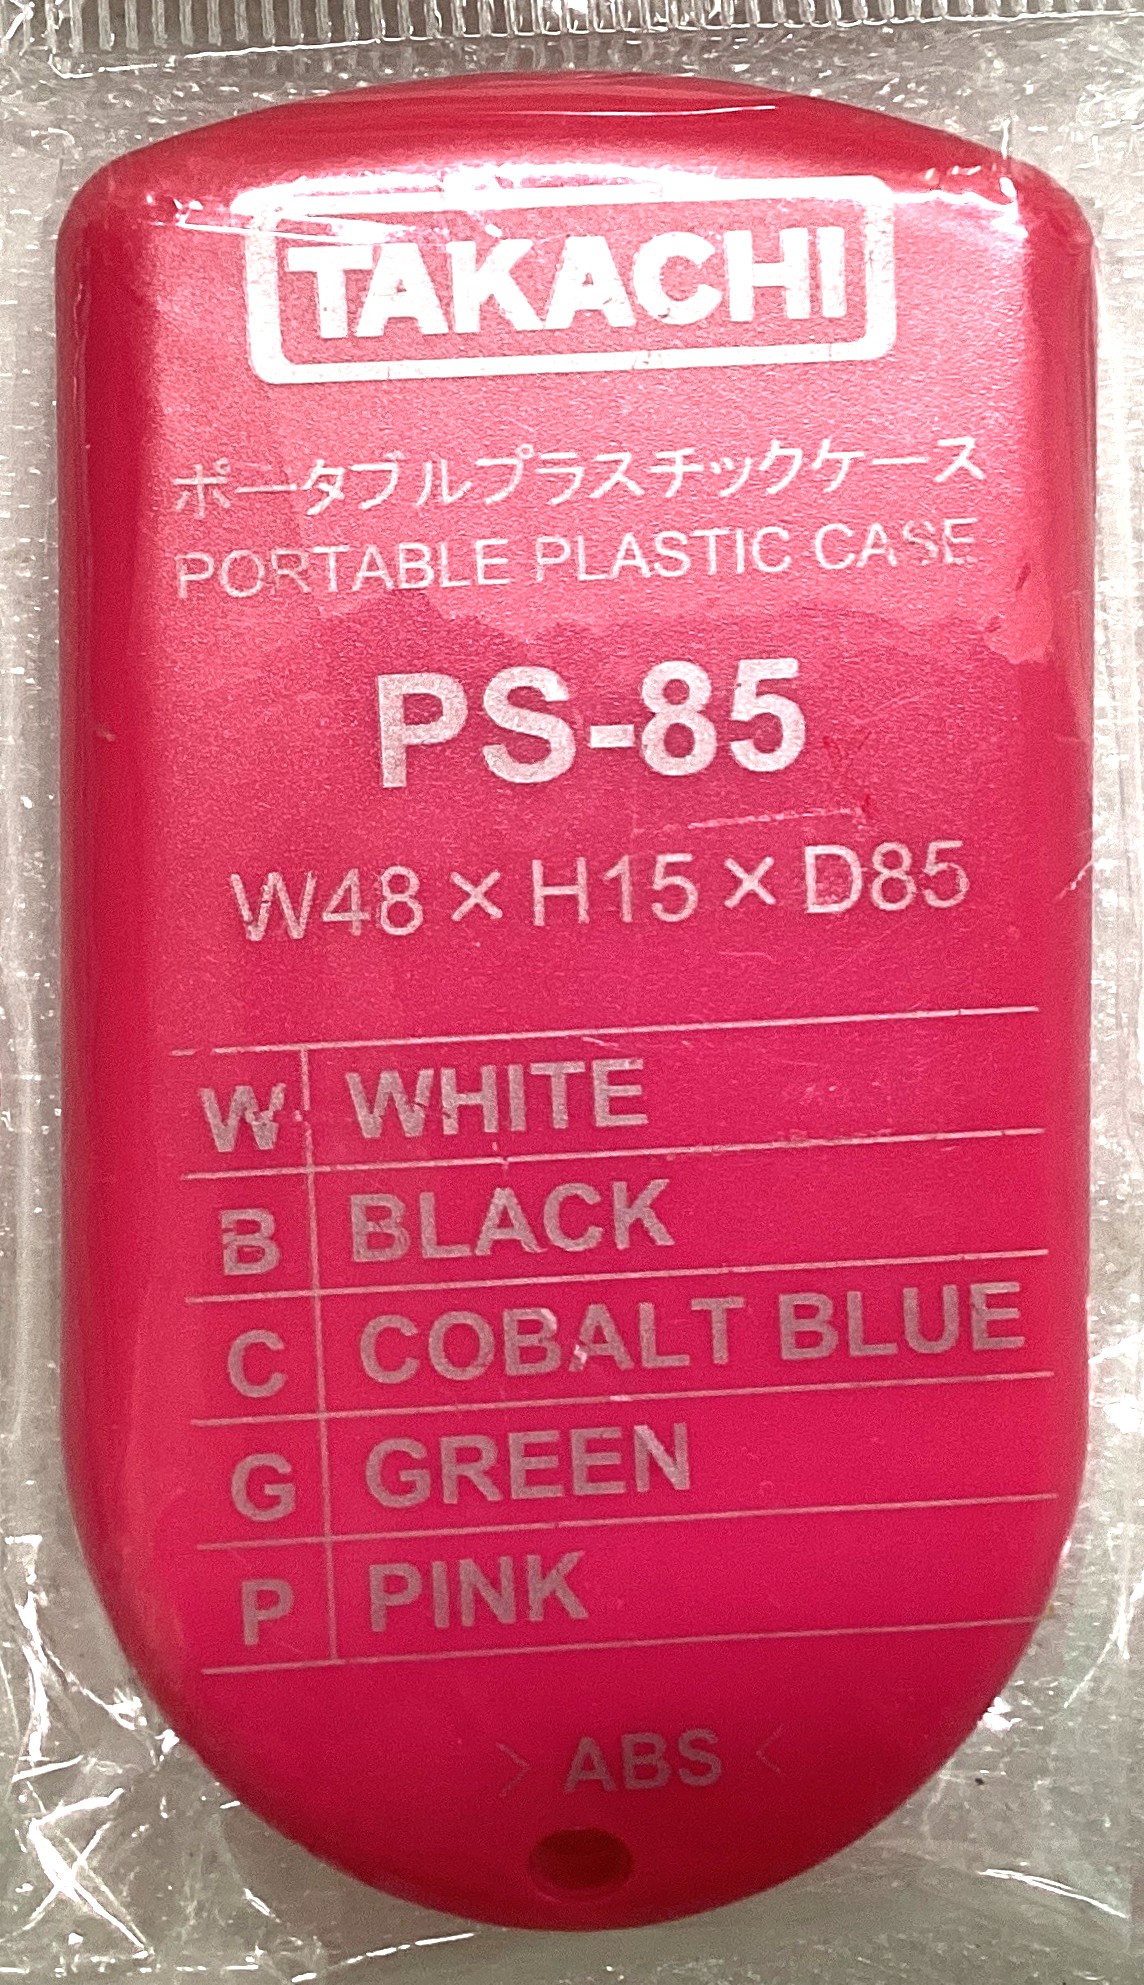 TAKACHI
ポータブルプラスチックケース
PORTABLE PLASTIC CASE
PS-85
W48×H15×D85
W WHITE
B BLACK
C COBALT BLUE
G GREEN
P PINK
>ABS<